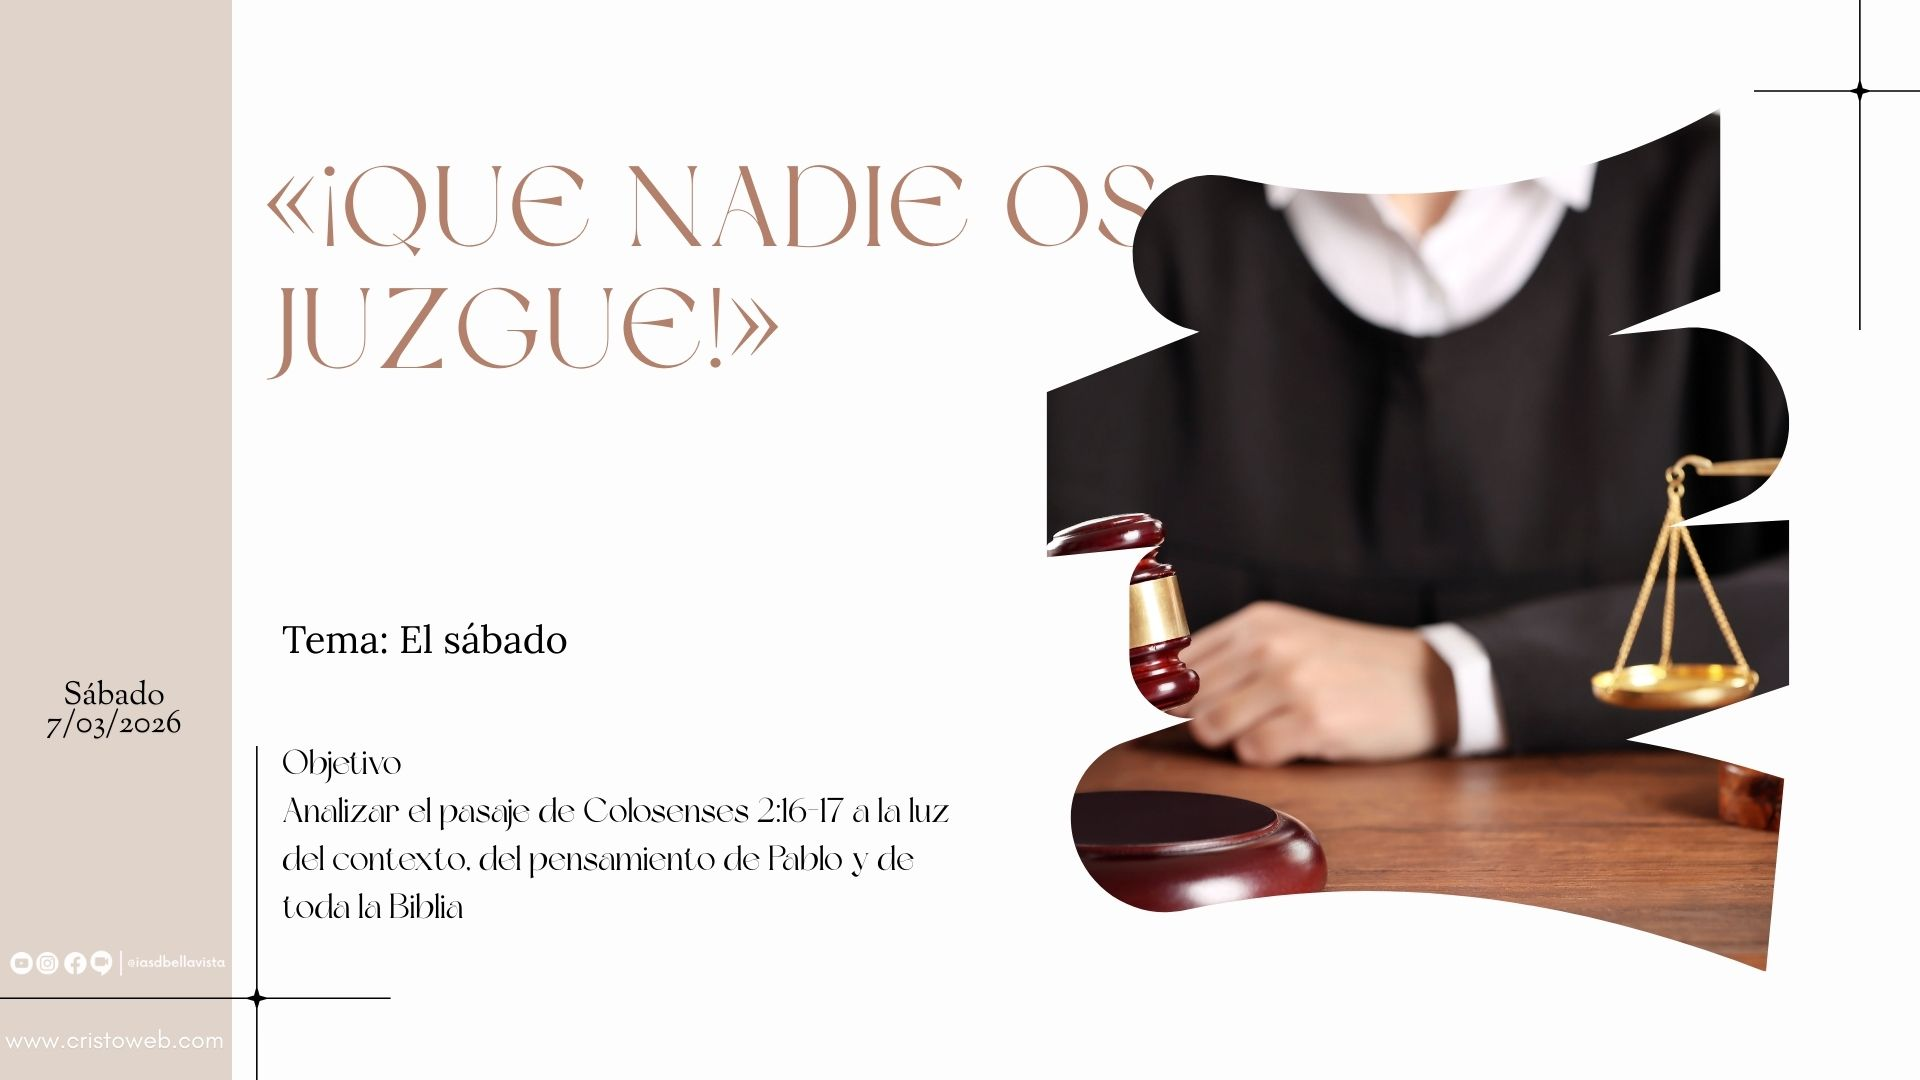 «¡QUE NADIE OS
JUZGUE!»
Tema: El sábado
Sábado
7/03/2026
Objetivo
Analizar el pasaje de Colosenses 2:16-17 a la luz
del contexto, del pensamiento de Pablo y de
toda la Biblia
@iasdbellavista
www.cristoweb.com